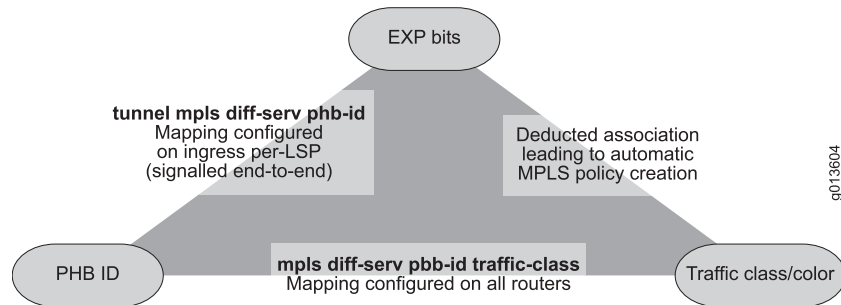 EXP bits
tunnel mpls diff-serv phb-id
Mapping configured
on ingress per-LSP
(signalled end-to-end)
Deducted association
leading to automatic
MPLS policy creation
g013604
PHB ID
mpls diff-serv pbb-id traffic-class
Mapping configured on all routers
Traffic class/color